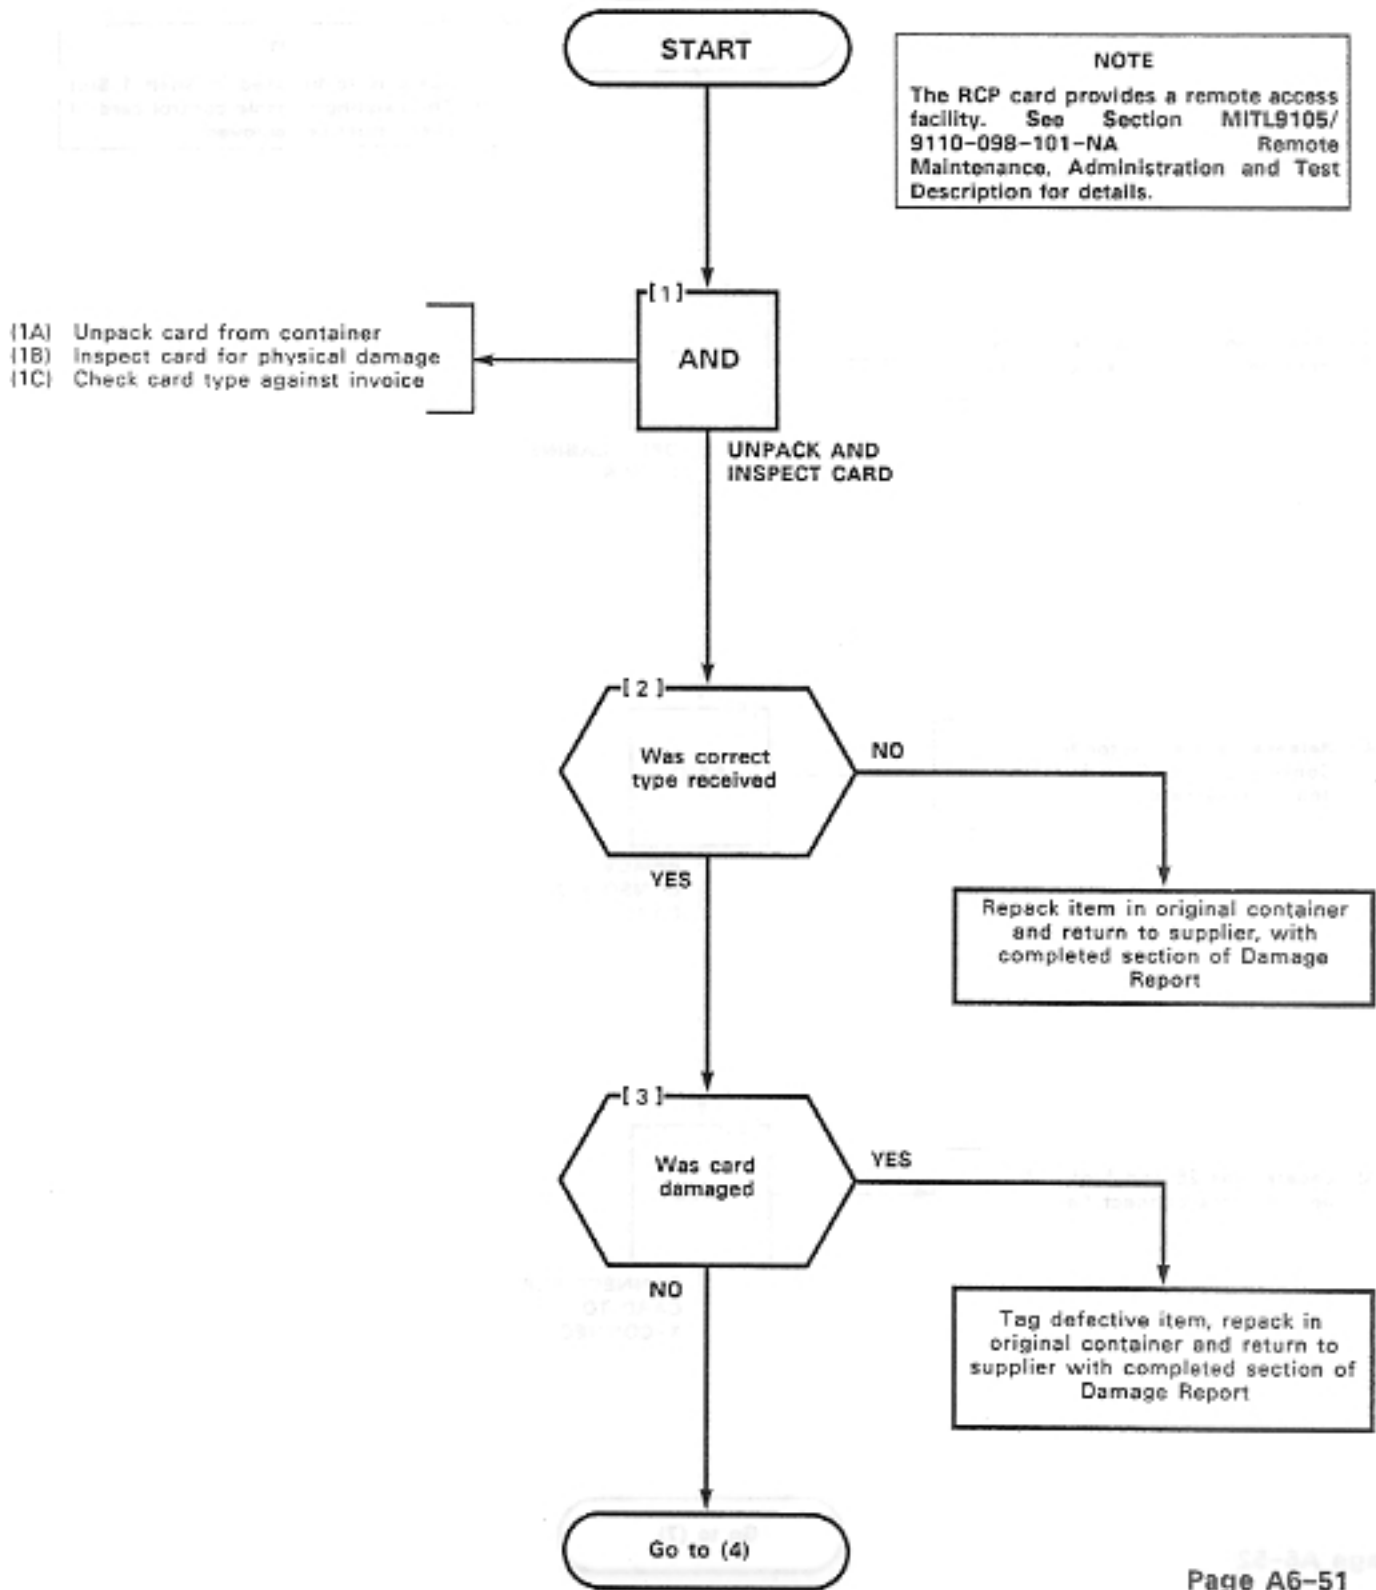 START
NOTE
The RCP card provides a remote access
facility. See Section MITL9105/
9110-098-101-NA Remote
Maintenance, Administration and Test
Description for details.
[1]
AND
(1A) Unpack card from container
(1B) Inspect card for physical damage
(1C) Check card type against invoice
UNPACK AND
INSPECT CARD
[2]
Was correct
type received
NO
YES
Repack item in original container
and return to supplier, with
completed section of Damage
Report
[3]
Was card
damaged
YES
NO
Tag defective item, repack in
original container and return to
supplier with completed section of
Damage Report
Go to (4)
Page A6-51